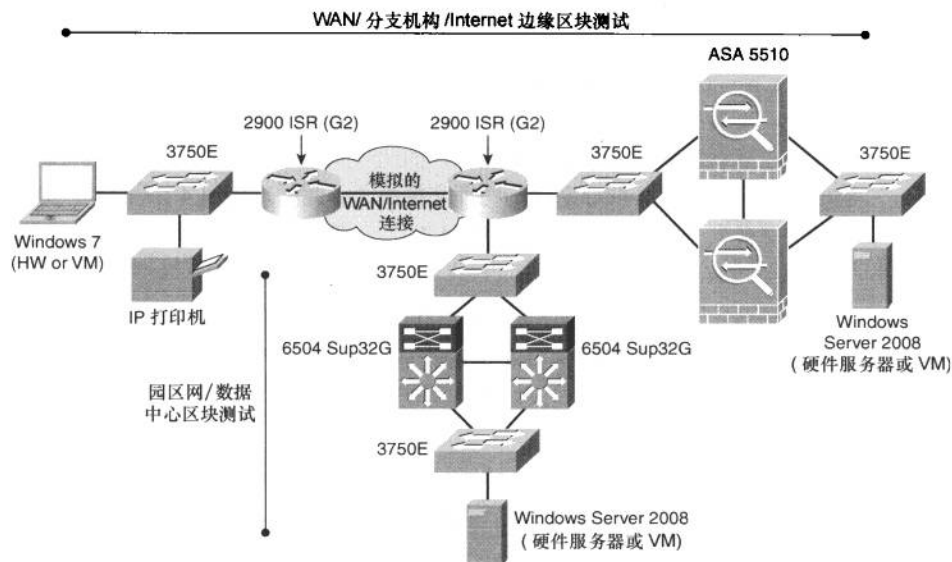 WAN/ 分支机构 /Internet 边缘区块测试
ASA 5510
2900 ISR (G2)
2900 ISR (G2)
3750E
3750E
3750E
模拟的
WAN/Internet
连接
Windows 7
(HW or VM)
3750E
IP 打印机
Windows
Server 2008
( 硬件服务器或 VM)
6504 Sup32G
6504 Sup32G
园区网/数据
中心区块测试
3750E
Windows Server 2008
( 硬件服务器或 VM)